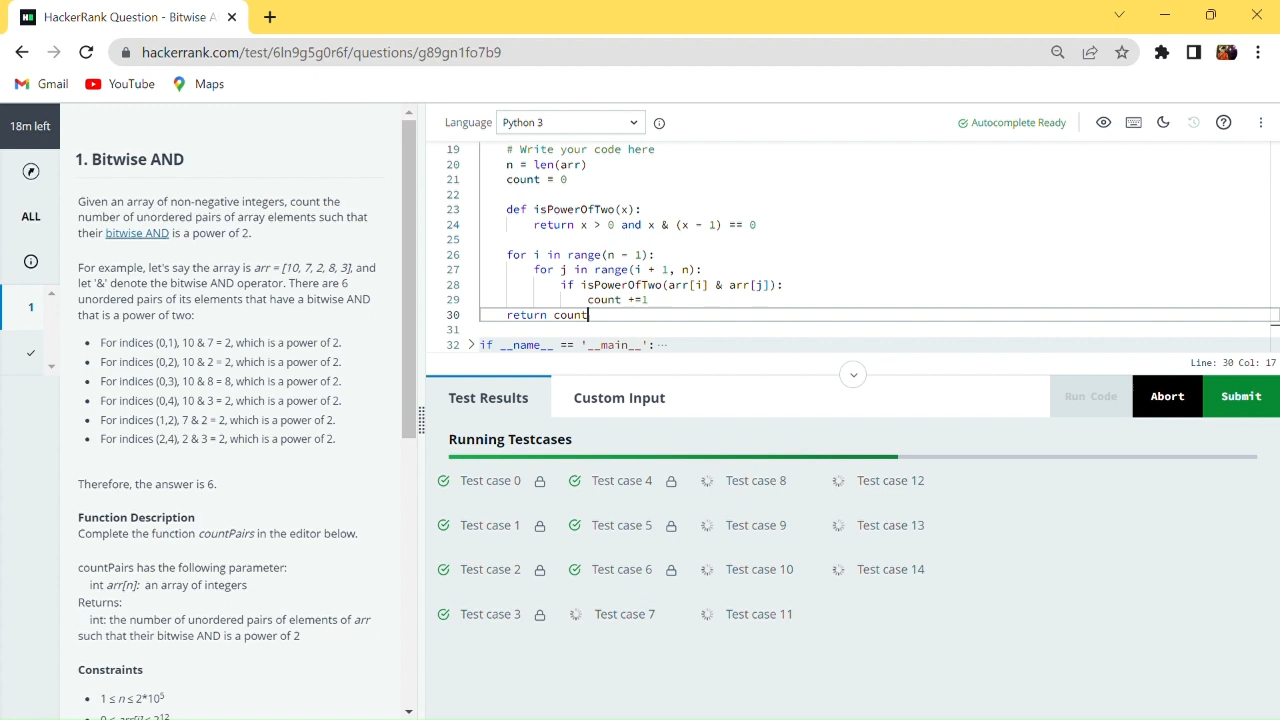 HackerRank Question - Bitwise A
hackerrank.com/test/6ln9g5g0r6f/questions/g89gn1fo7b9
Gmail
YouTube
Maps
18m left
ALL
1
1. Bitwise AND
Given an array of non-negative integers, count the
number of unordered pairs of array elements such that
their bitwise AND is a power of 2.
For example, let's say the array is arr = [10, 7, 2, 8, 3], and
let '&' denote the bitwise AND operator. There are 6
unordered pairs of its elements that have a bitwise AND
that is a power of two:
• For indices (0,1), 10 & 7 = 2, which is a power of 2.
• For indices (0,2), 10 & 2 = 2, which is a power of 2.
• For indices (0,3), 10 & 8 = 8, which is a power of 2.
• For indices (0,4), 10 & 3 = 2, which is a power of 2.
• For indices (1,2), 7 & 2 = 2, which is a power of 2.
• For indices (2,4), 2 & 3 = 2, which is a power of 2.
Therefore, the answer is 6.
Function Description
Complete the function countPairs in the editor below.
countPairs has the following parameter:
int arr[n]: an array of integers
Returns:
int: the number of unordered pairs of elements of arr
such that their bitwise AND is a power of 2
Constraints
• 1 ≤ n ≤ 2*10^5
• 0 ≤ arr[i] ≤ 2^12
Language Python 3
Autocomplete Ready
19 # Write your code here
20 n = len(arr)
21 count = 0
22
23 def isPowerOfTwo(x):
24 return x > 0 and x & (x - 1) == 0
25
26 for i in range(n - 1):
27 for j in range(i + 1, n):
28 if isPowerOfTwo(arr[i] & arr[j]):
29 count +=1
30 return count
31
32 > if __name__ == '__main__':···
Line: 30 Col: 17
Test Results
Custom Input
Run Code
Abort
Submit
Running Testcases
Test case 0
Test case 4
Test case 8
Test case 12
Test case 1
Test case 5
Test case 9
Test case 13
Test case 2
Test case 6
Test case 10
Test case 14
Test case 3
Test case 7
Test case 11